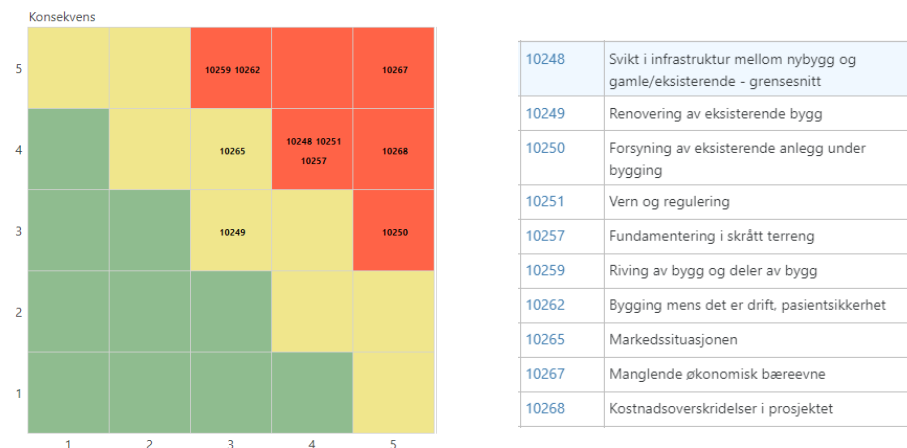 Konsekvens
5
10259 10262
10267
4
10265
10248 10251
10257
10268
3
10249
10250
2
1
1
2
3
4
5
10248
Svikt i infrastruktur mellom nybygg og
gamle/eksisterende - grensesnitt
10249
Renovering av eksisterende bygg
10250
Forsyning av eksisterende anlegg under
bygging
10251
Vern og regulering
10257
Fundamentering i skrått terreng
10259
Riving av bygg og deler av bygg
10262
Bygging mens det er drift, pasientsikkerhet
10265
Markedssituasjonen
10267
Manglende økonomisk bæreevne
10268
Kostnadsoverskridelser i prosjektet